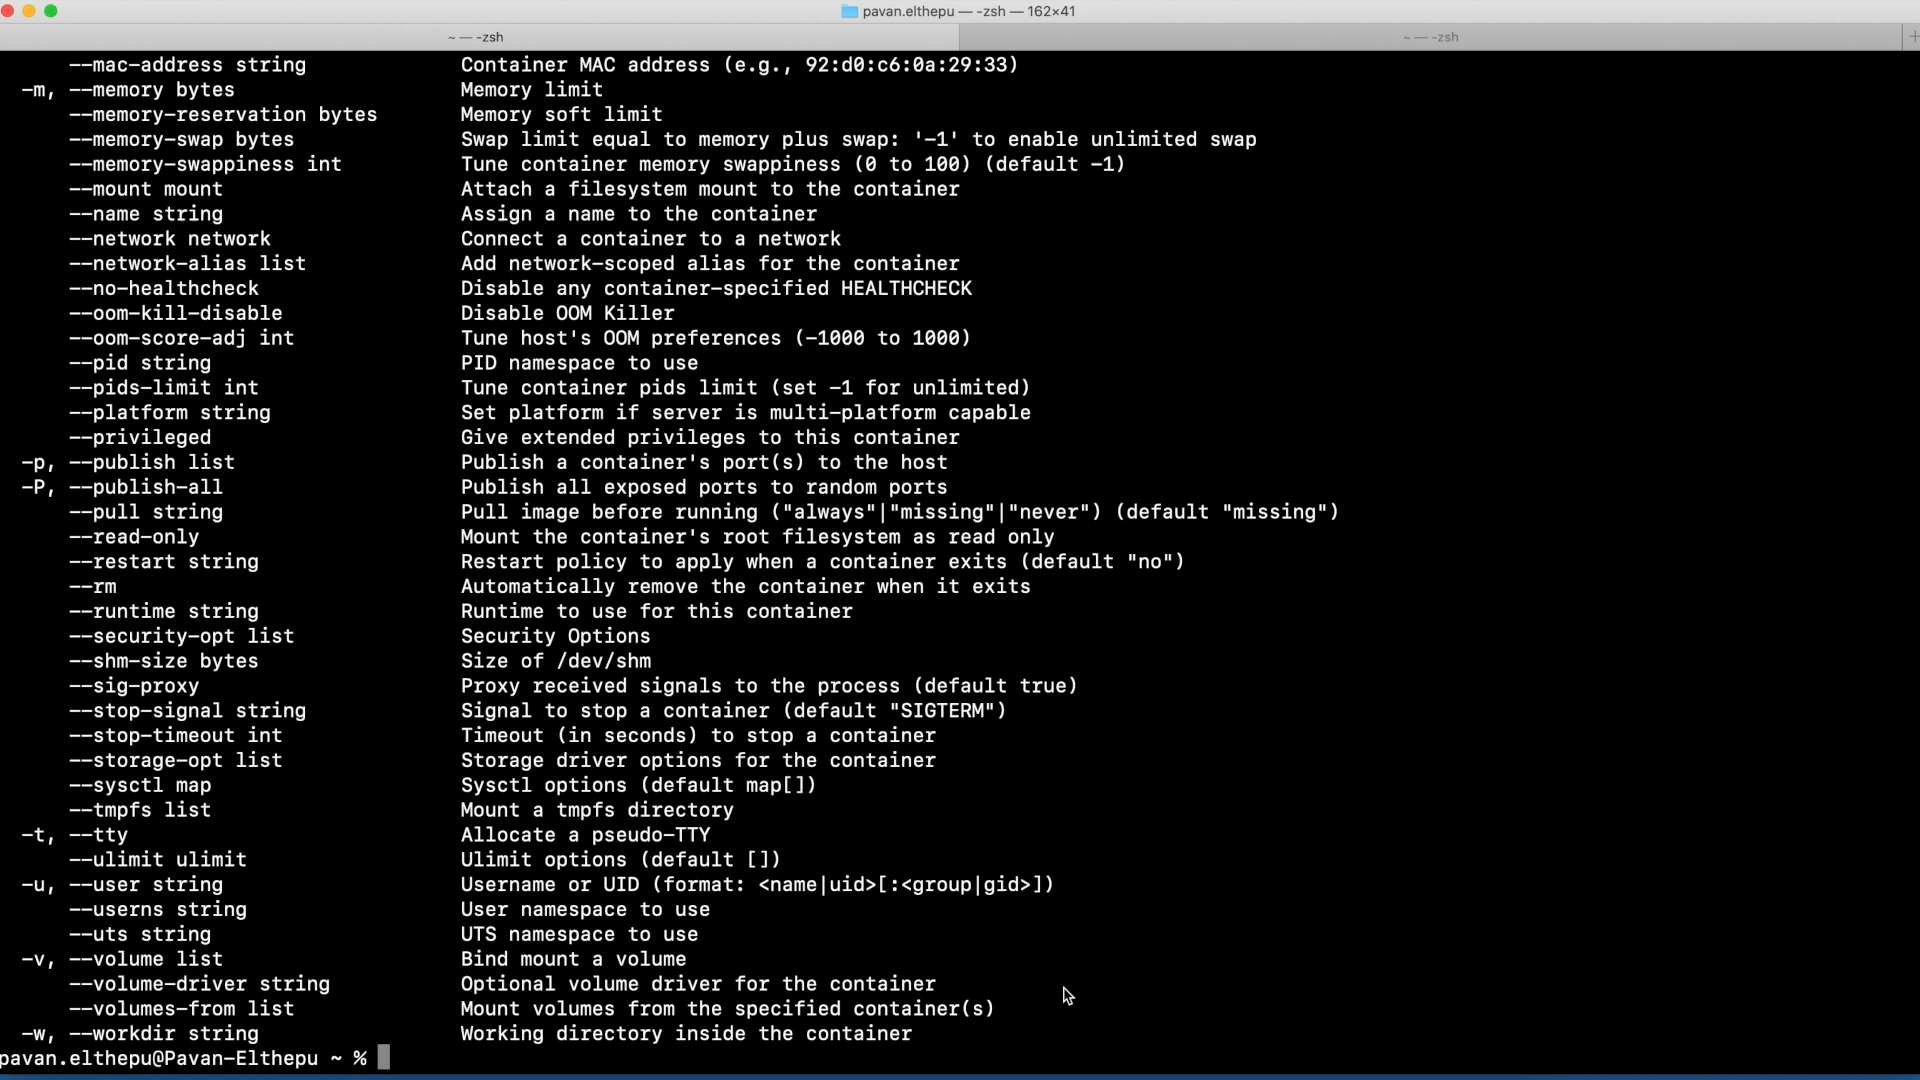 pavan.elthepu — -zsh — 162×41
~ — -zsh
~ — -zsh
--mac-address string Container MAC address (e.g., 92:d0:c6:0a:29:33)
-m, --memory bytes Memory limit
--memory-reservation bytes Memory soft limit
--memory-swap bytes Swap limit equal to memory plus swap: '-1' to enable unlimited swap
--memory-swappiness int Tune container memory swappiness (0 to 100) (default -1)
--mount mount Attach a filesystem mount to the container
--name string Assign a name to the container
--network network Connect a container to a network
--network-alias list Add network-scoped alias for the container
--no-healthcheck Disable any container-specified HEALTHCHECK
--oom-kill-disable Disable OOM Killer
--oom-score-adj int Tune host's OOM preferences (-1000 to 1000)
--pid string PID namespace to use
--pids-limit int Tune container pids limit (set -1 for unlimited)
--platform string Set platform if server is multi-platform capable
--privileged Give extended privileges to this container
-p, --publish list Publish a container's port(s) to the host
-P, --publish-all Publish all exposed ports to random ports
--pull string Pull image before running ("always"|"missing"|"never") (default "missing")
--read-only Mount the container's root filesystem as read only
--restart string Restart policy to apply when a container exits (default "no")
--rm Automatically remove the container when it exits
--runtime string Runtime to use for this container
--security-opt list Security Options
--shm-size bytes Size of /dev/shm
--sig-proxy Proxy received signals to the process (default true)
--stop-signal string Signal to stop a container (default "SIGTERM")
--stop-timeout int Timeout (in seconds) to stop a container
--storage-opt list Storage driver options for the container
--sysctl map Sysctl options (default map[])
--tmpfs list Mount a tmpfs directory
-t, --tty Allocate a pseudo-TTY
--ulimit ulimit Ulimit options (default [])
-u, --user string Username or UID (format: <name|uid>[:<group|gid>])
--userns string User namespace to use
--uts string UTS namespace to use
-v, --volume list Bind mount a volume
--volume-driver string Optional volume driver for the container
--volumes-from list Mount volumes from the specified container(s)
-w, --workdir string Working directory inside the container
pavan.elthepu@Pavan-Elthepu ~ %